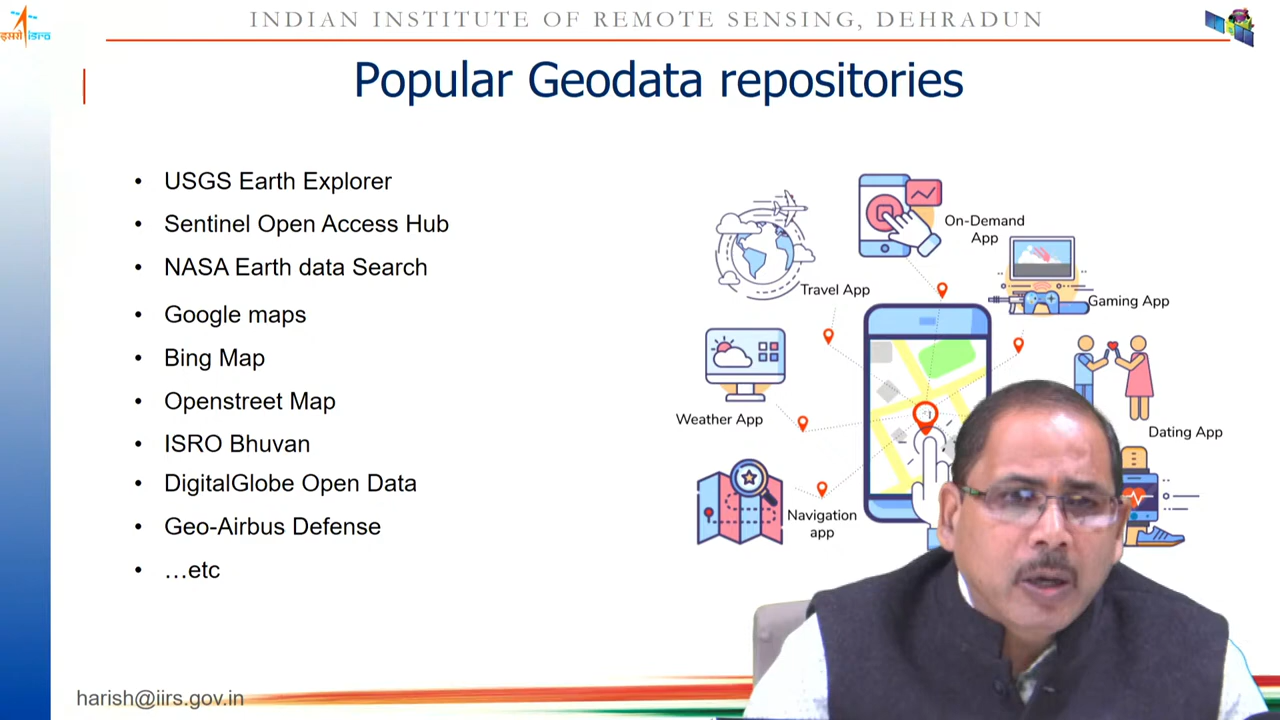 INDIAN INSTITUTE OF REMOTE SENSING, DEHRADUN
इसरो isro
Popular Geodata repositories
• USGS Earth Explorer
• Sentinel Open Access Hub
• NASA Earth data Search
• Google maps
• Bing Map
• Openstreet Map
• ISRO Bhuvan
• DigitalGlobe Open Data
• Geo-Airbus Defense
• …etc
On-Demand
App
Travel App
Gaming App
Weather App
Dating App
Navigation
app
harish@iirs.gov.in